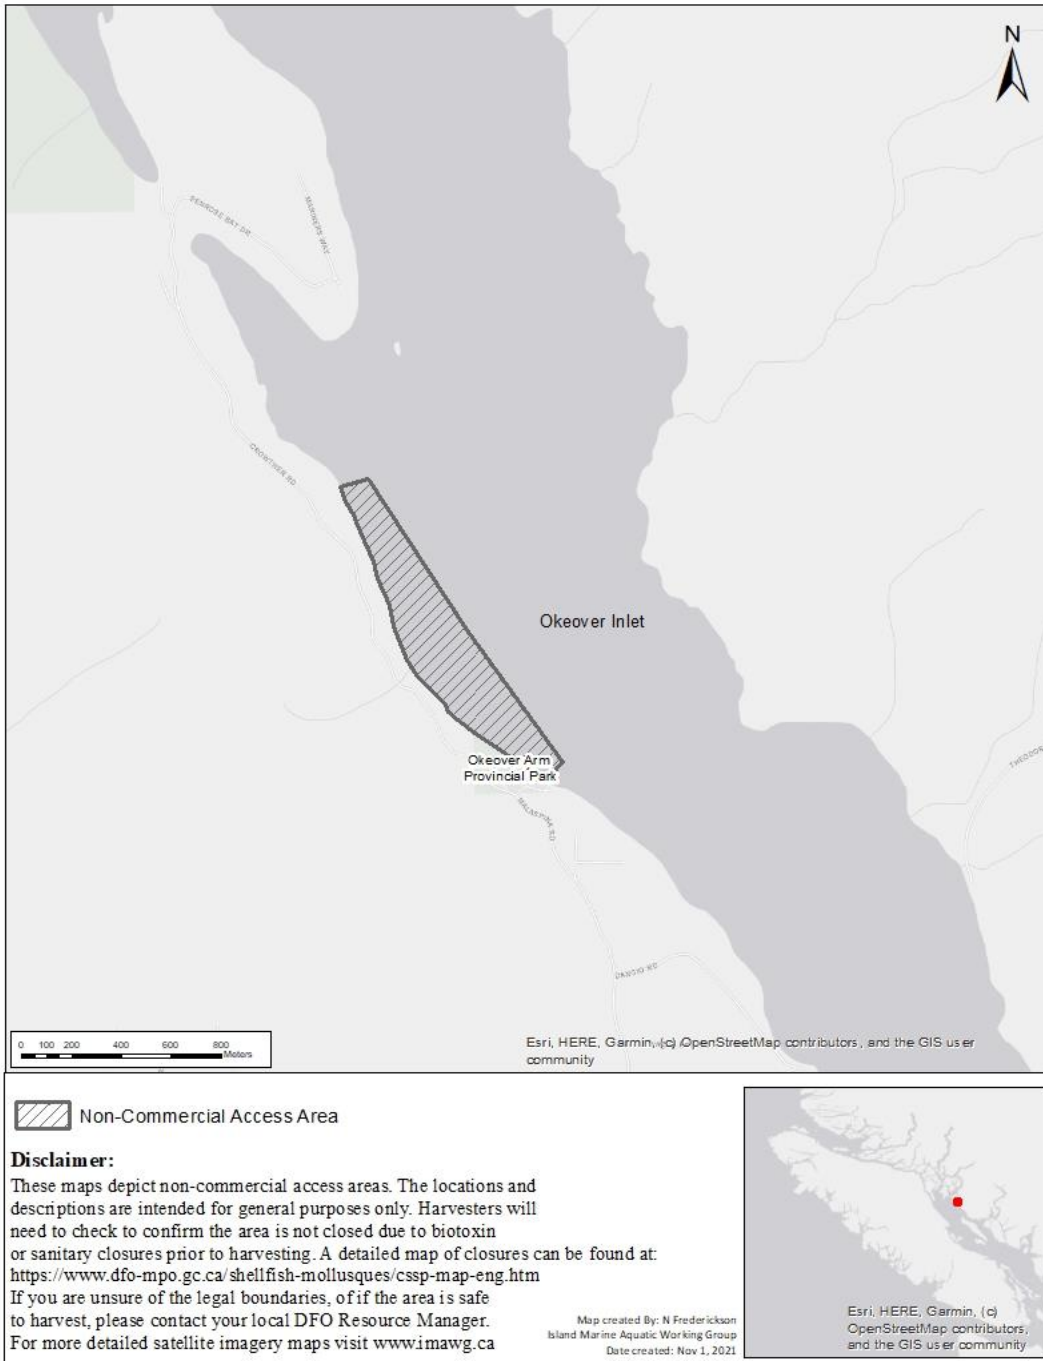 N
PENROSE BAY DR
MARINERS WAY
CROWTHER RD
Okeover Inlet
Okeover Arm
Provincial Park
MALASPINA RD
THEODOR
DANSIO RD
0 100 200 400 600 800
Meters
Esri, HERE, Garmin, (c) OpenStreetMap contributors, and the GIS user
community
Non-Commercial Access Area
Disclaimer:
These maps depict non-commercial access areas. The locations and
descriptions are intended for general purposes only. Harvesters will
need to check to confirm the area is not closed due to biotoxin
or sanitary closures prior to harvesting. A detailed map of closures can be found at:
https://www.dfo-mpo.gc.ca/shellfish-mollusques/cssp-map-eng.htm
If you are unsure of the legal boundaries, of if the area is safe
to harvest, please contact your local DFO Resource Manager.
For more detailed satellite imagery maps visit www.imawg.ca
Map created By: N Frederickson
Island Marine Aquatic Working Group
Date created: Nov 1, 2021
Esri, HERE, Garmin, (c)
OpenStreetMap contributors,
and the GIS user community